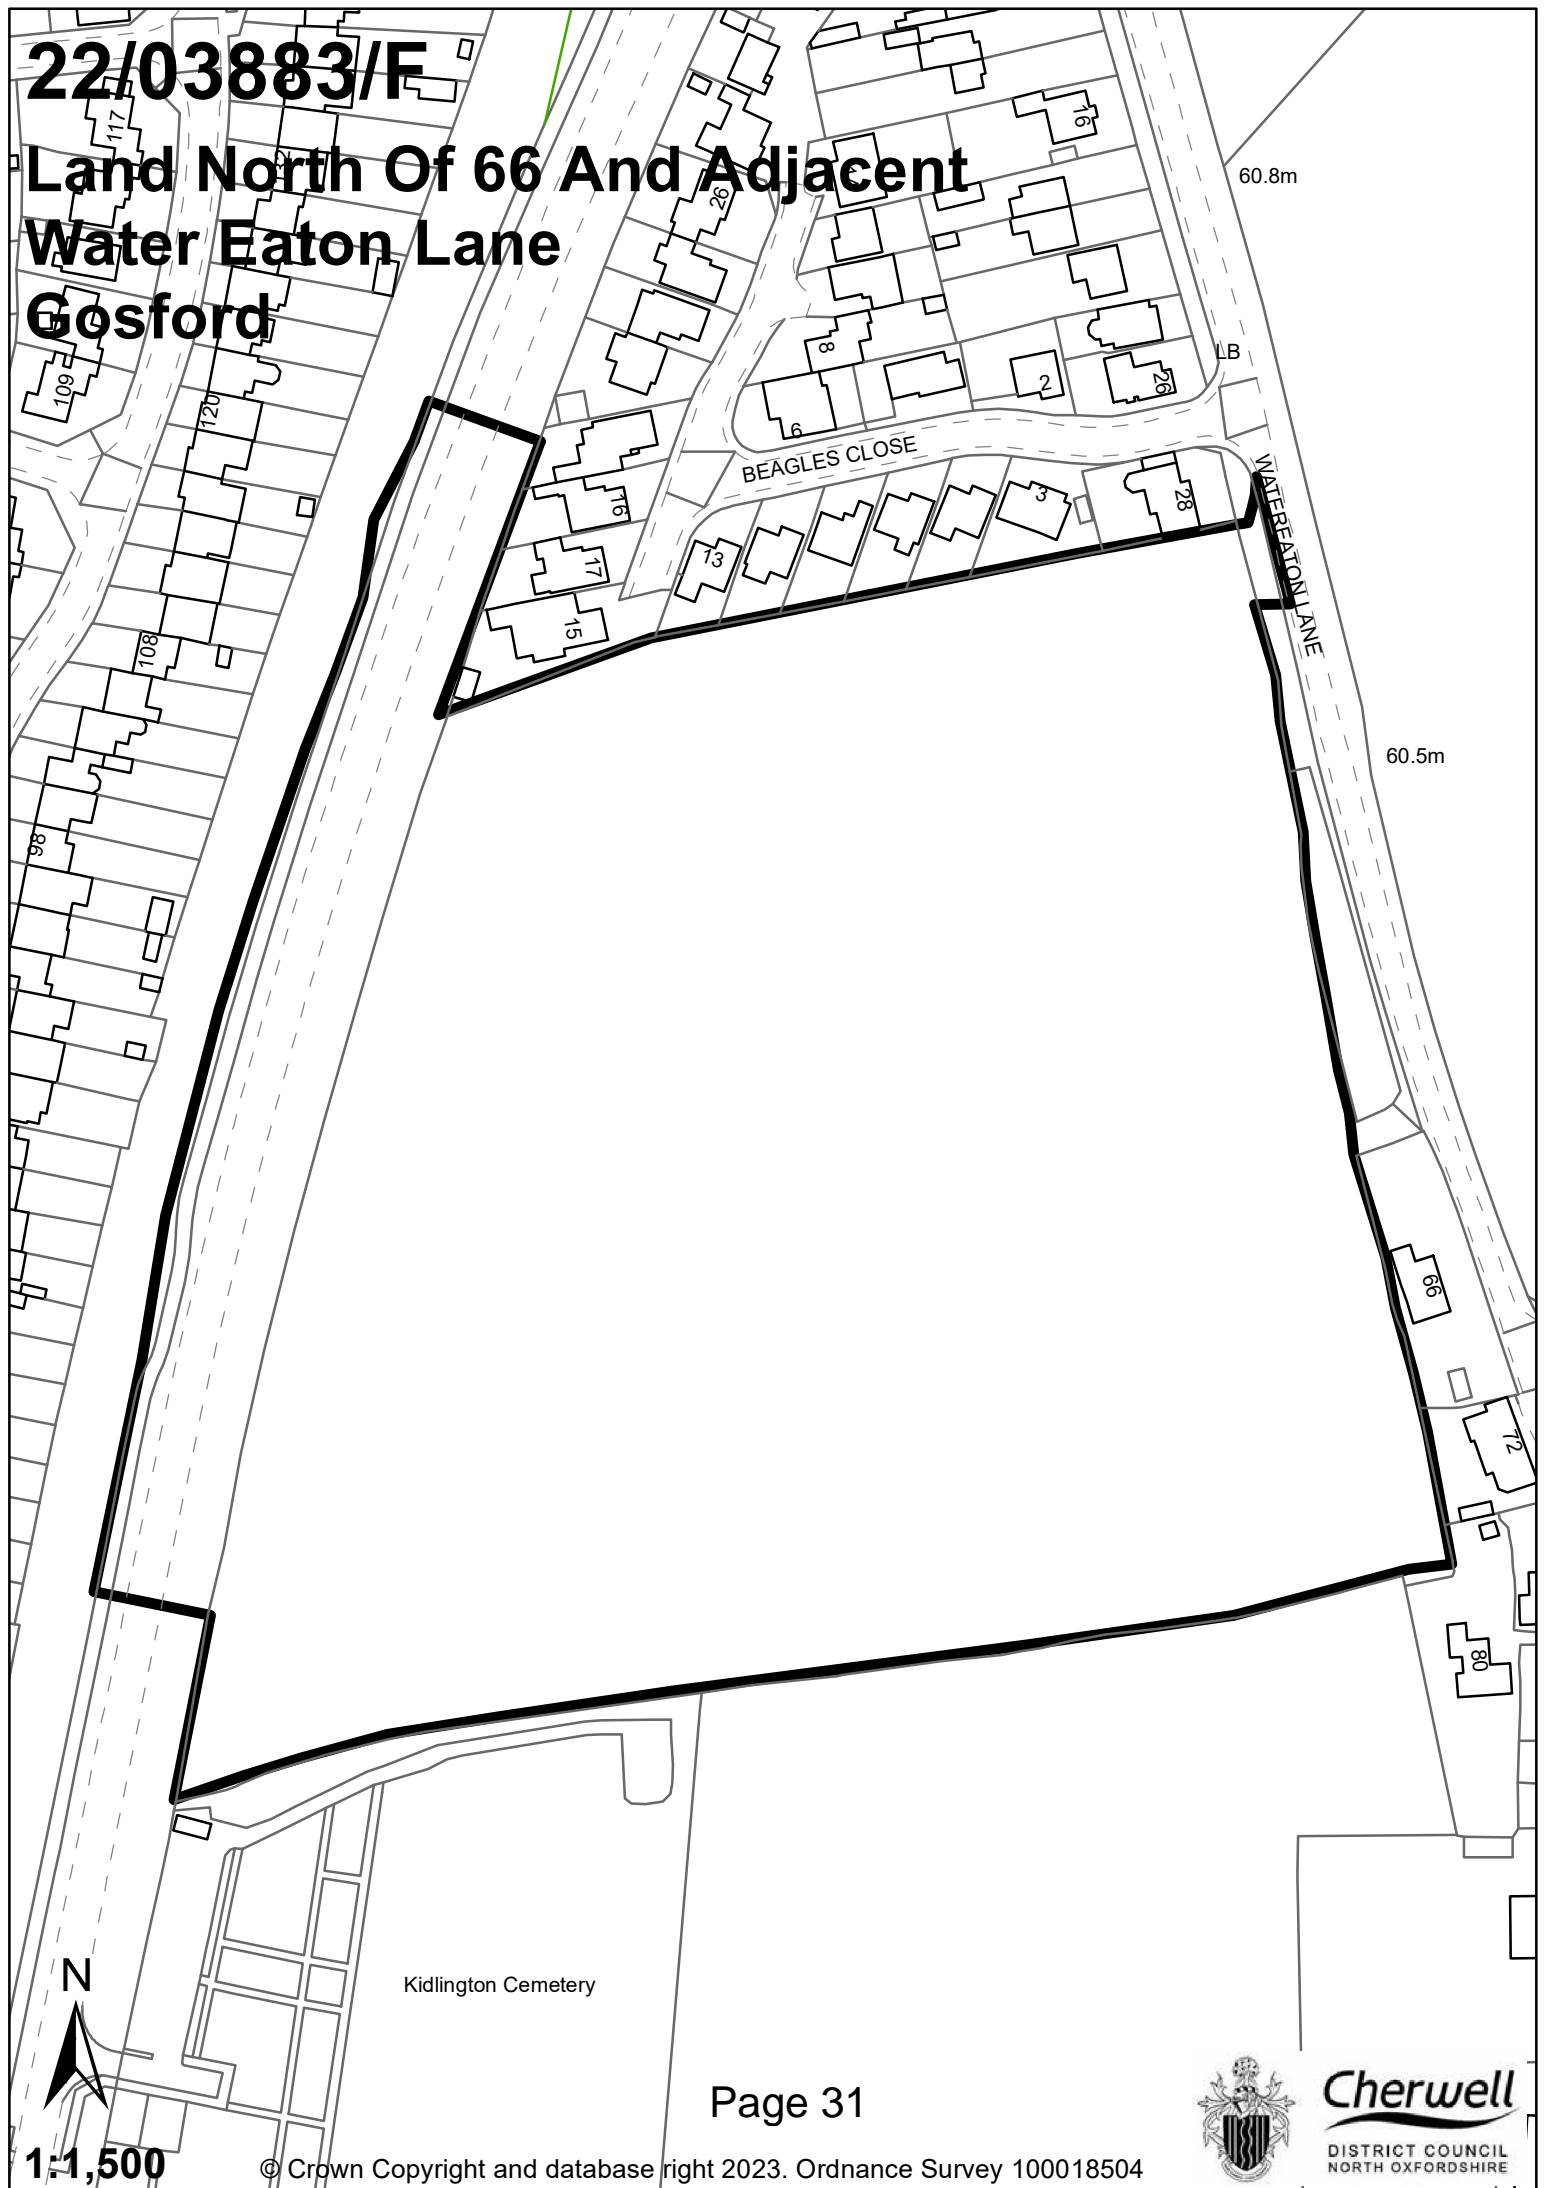 22/03883/F
Land North Of 66 And Adjacent
Water Eaton Lane
Gosford
117
132
26
16
60.8m
109
120
8
6
2
26
LB
BEAGLES CLOSE
WATEREATON LANE
16
17
15
13
3
28
108
98
60.5m
66
72
80
Kidlington Cemetery
N
Page 31
1:1,500
© Crown Copyright and database right 2023. Ordnance Survey 100018504
Cherwell
DISTRICT COUNCIL
NORTH OXFORDSHIRE